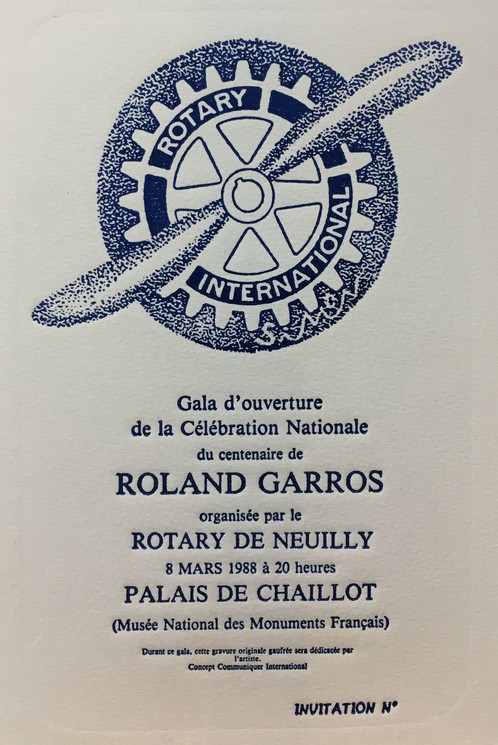 ROTARY
INTERNATIONAL
Gala d'ouverture
de la Célébration Nationale
du centenaire de
ROLAND GARROS
organisée par le
ROTARY DE NEUILLY
8 MARS 1988 à 20 heures
PALAIS DE CHAILLOT
(Musée National des Monuments Français)
Durant ce gala, cette gravure originale gaufrée sera dédicacée par
l'artiste.
Concept Communiquer International
INVITATION N°